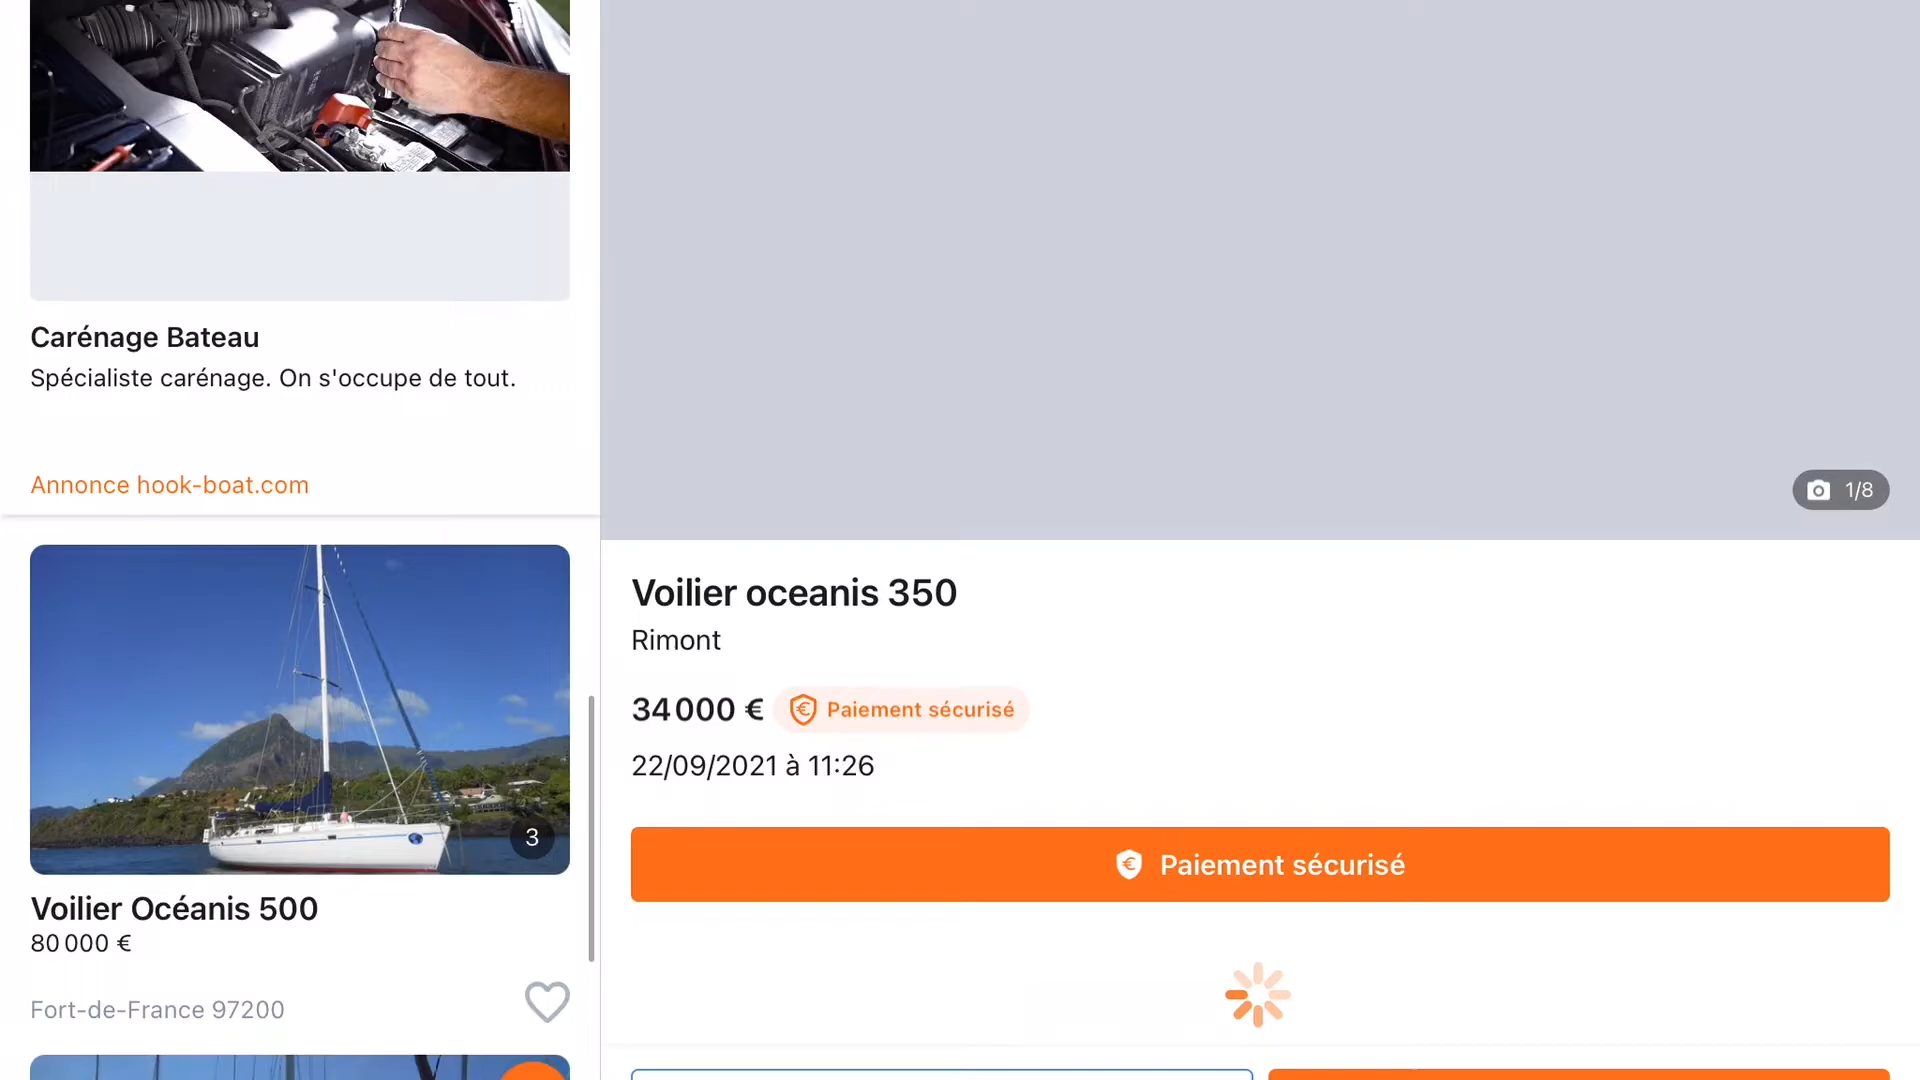 Carénage Bateau
Spécialiste carénage. On s'occupe de tout.
Annonce hook-boat.com
3
Voilier Océanis 500
80 000 €
Fort-de-France 97200
1/8
Voilier oceanis 350
Rimont
34 000 €
Paiement sécurisé
22/09/2021 à 11:26
Paiement sécurisé